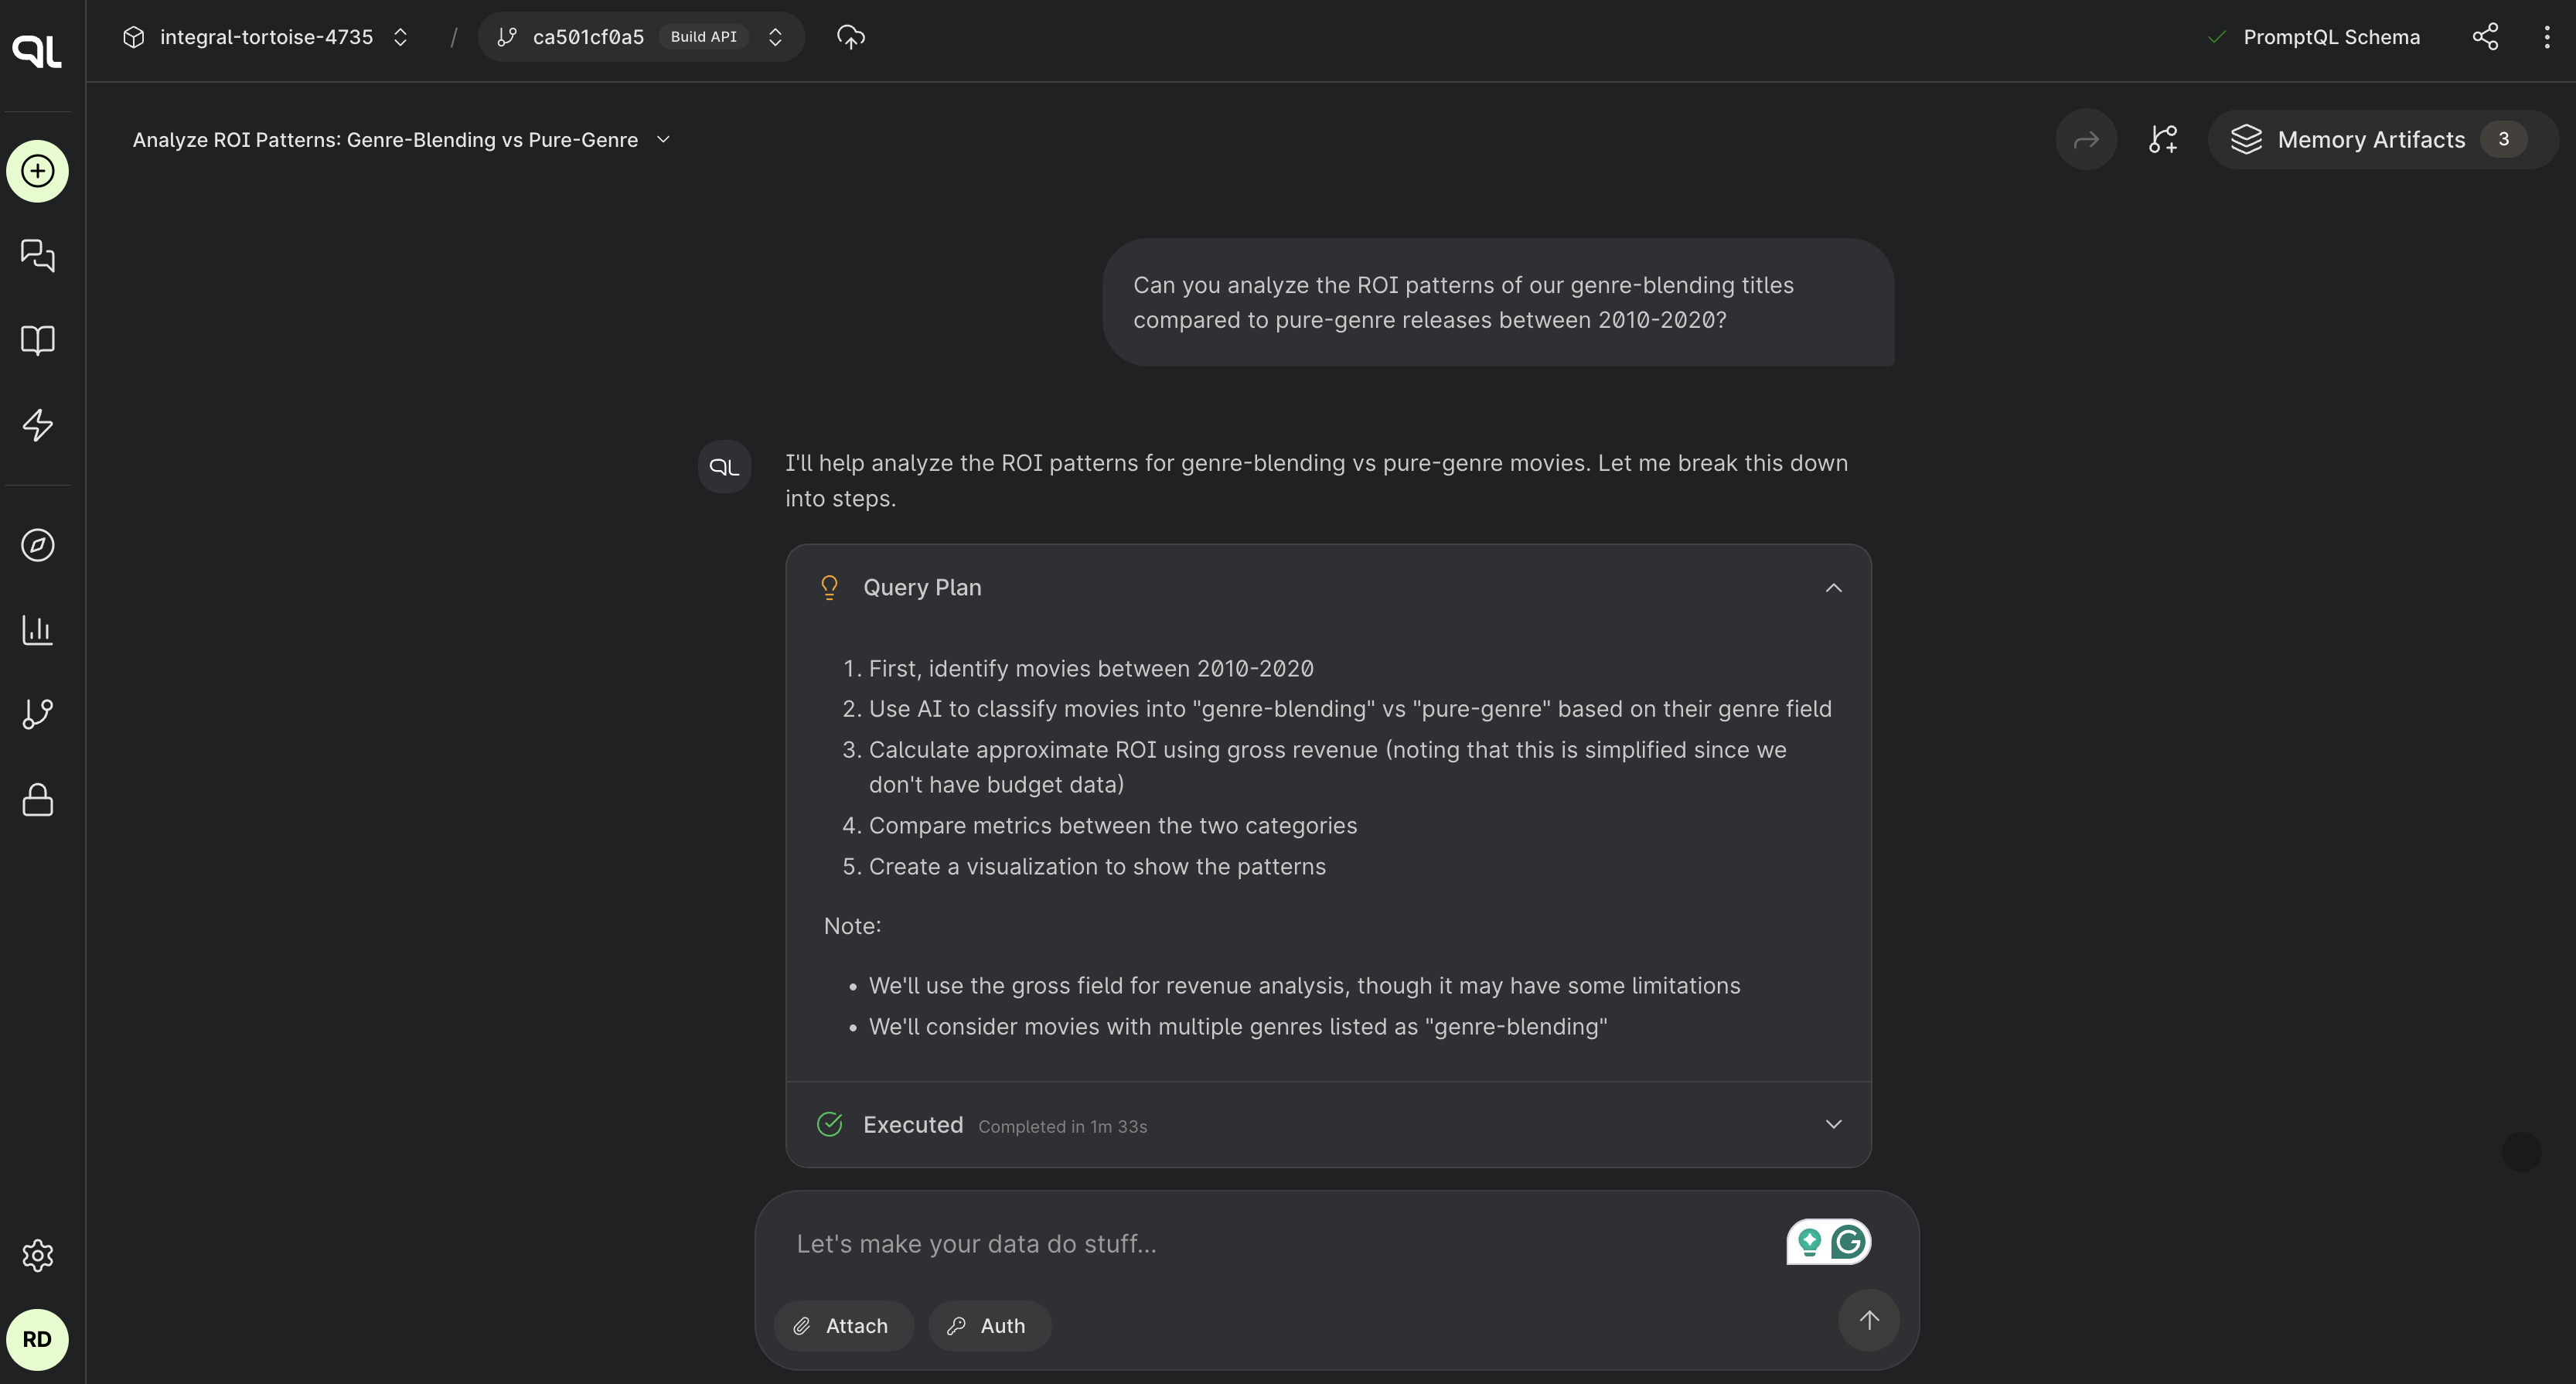 QL
integral-tortoise-4735 / ca501cf0a5 Build API
PromptQL Schema
Analyze ROI Patterns: Genre-Blending vs Pure-Genre
Memory Artifacts 3
Can you analyze the ROI patterns of our genre-blending titles
compared to pure-genre releases between 2010-2020?
QL
I'll help analyze the ROI patterns for genre-blending vs pure-genre movies. Let me break this down
into steps.
Query Plan
1. First, identify movies between 2010-2020
2. Use AI to classify movies into "genre-blending" vs "pure-genre" based on their genre field
3. Calculate approximate ROI using gross revenue (noting that this is simplified since we
don't have budget data)
4. Compare metrics between the two categories
5. Create a visualization to show the patterns
Note:
• We'll use the gross field for revenue analysis, though it may have some limitations
• We'll consider movies with multiple genres listed as "genre-blending"
Executed Completed in 1m 33s
Let's make your data do stuff...
G
Attach
Auth
RD